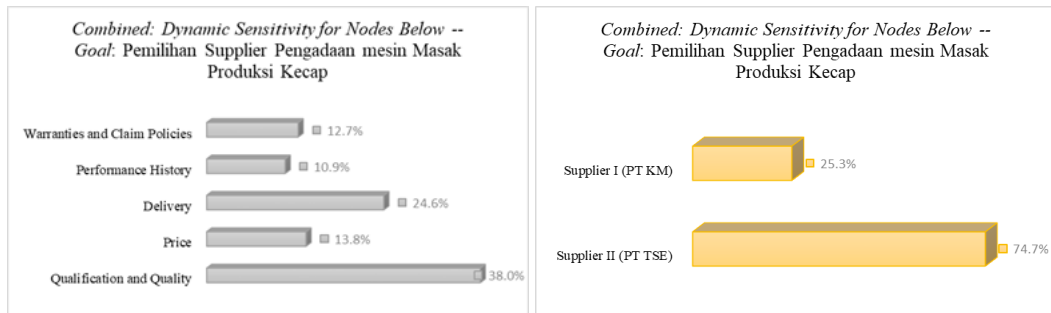 Combined: Dynamic Sensitivity for Nodes Below --
Goal: Pemilihan Supplier Pengadaan mesin Masak
Produksi Kecap
Warranties and Claim Policies
12.7%
Performance History
10.9%
Delivery
24.6%
Price
13.8%
Qualification and Quality
38.0%
Combined: Dynamic Sensitivity for Nodes Below --
Goal: Pemilihan Supplier Pengadaan mesin Masak
Produksi Kecap
Supplier I (PT KM)
25.3%
Supplier II (PT TSE)
74.7%